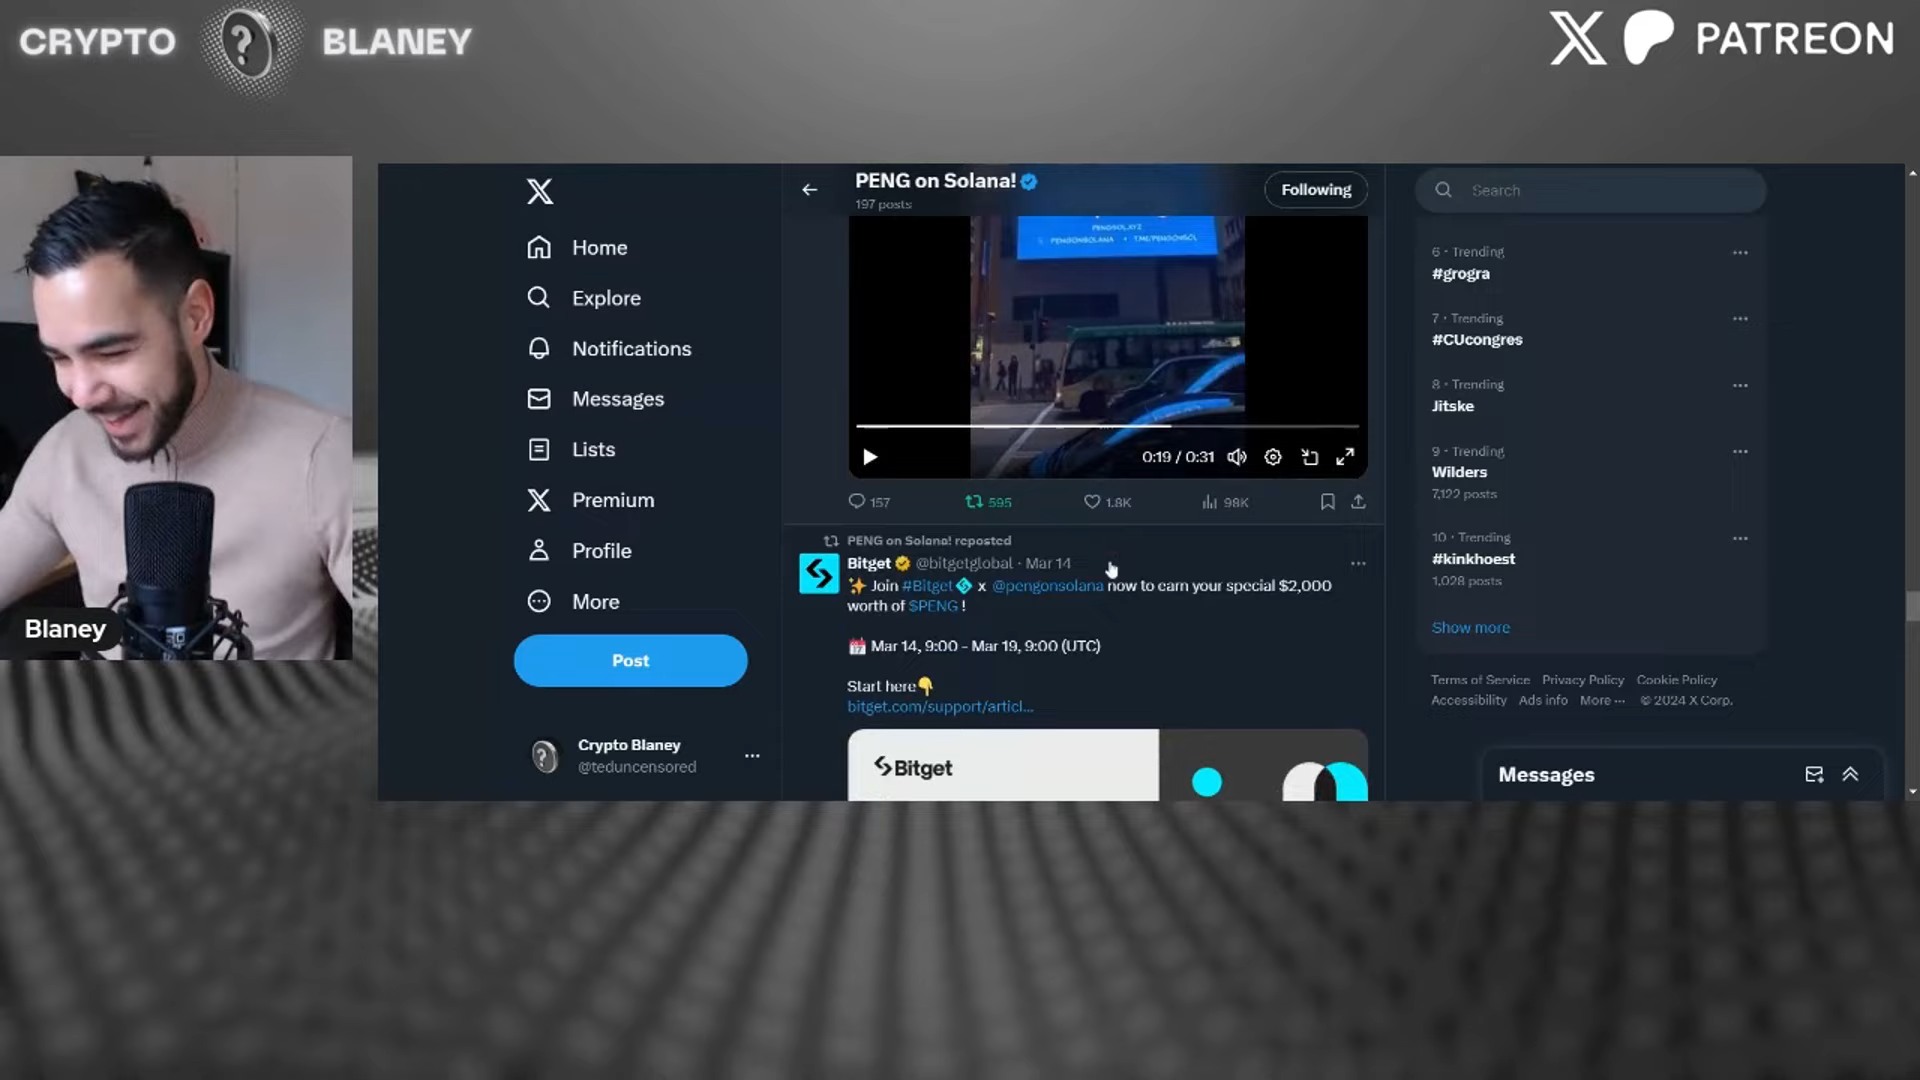 CRYPTO ? BLANEY
X PATREON
Blaney
Home
Explore
Notifications
Messages
Lists
Premium
Profile
More
Post
Crypto Blaney
@teduncensored
PENG on Solana!
197 posts
Following
PENGSOL.XYZ
PENGONSOLANA • T.ME/PENGONSOL
0:19 / 0:31
157
595
1.8K
98K
PENG on Solana! reposted
Bitget @bitgetglobal · Mar 14
✨ Join #Bitget x @pengonsolana now to earn your special $2,000
worth of $PENG !
📅 Mar 14, 9:00 – Mar 19, 9:00 (UTC)
Start here👇
bitget.com/support/articl...
Bitget
Search
6 · Trending
#grogra
7 · Trending
#CUcongres
8 · Trending
Jitske
9 · Trending
Wilders
7,122 posts
10 · Trending
#kinkhoest
1,028 posts
Show more
Terms of Service Privacy Policy Cookie Policy
Accessibility Ads info More ··· © 2024 X Corp.
Messages